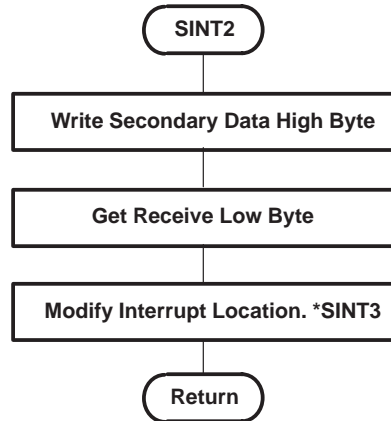 SINT2
Write Secondary Data High Byte
Get Receive Low Byte
Modify Interrupt Location. *SINT3
Return